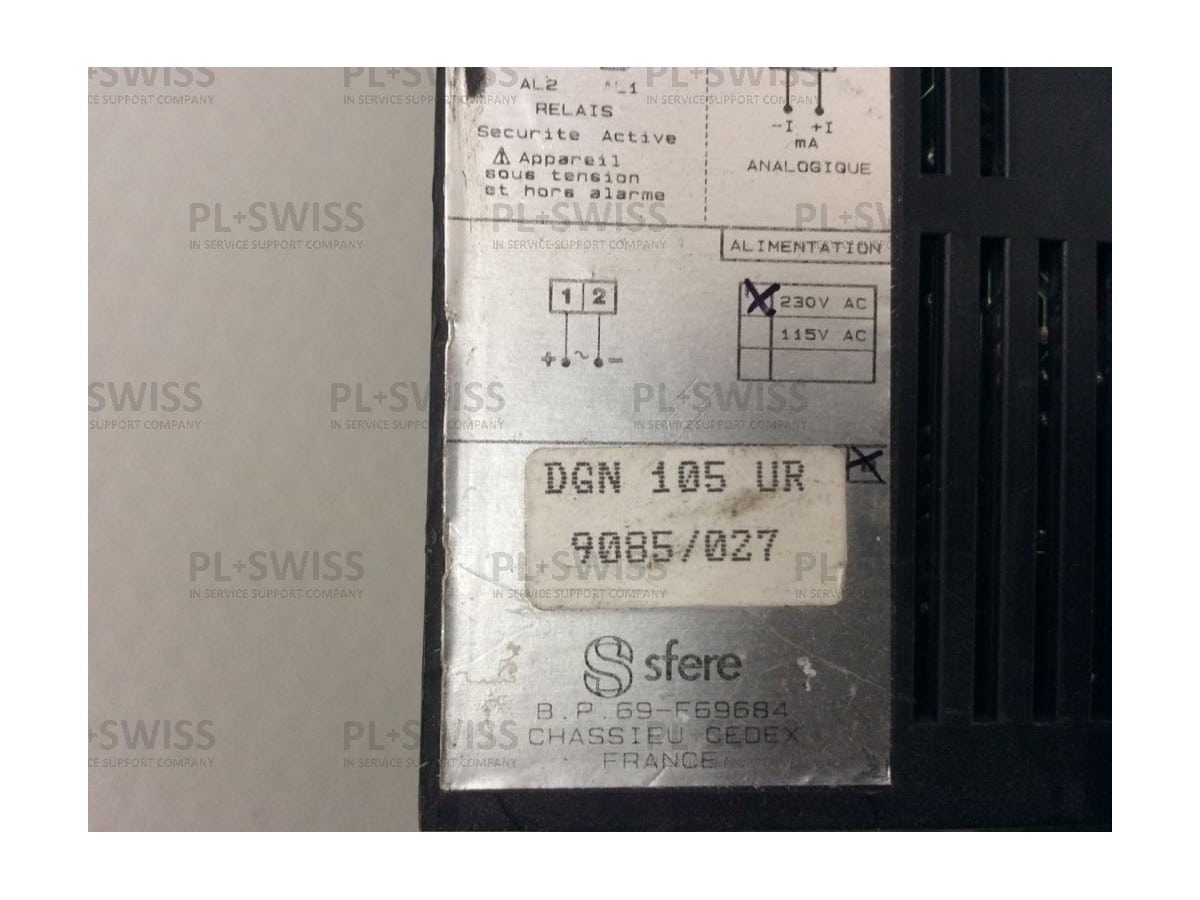 AL2 AL1
RELAIS
Securite Active
⚠ Appareil
sous tension
et hors alarme
-I +I
mA
ANALOGIQUE
ALIMENTATION
1 2
+ ~ -
X 230V AC
115V AC
DGN 105 UR
X
9085/027
sfere
B.P.69-F69684
CHASSIEU CEDEX
FRANCE
PL+SWISS
IN SERVICE SUPPORT COMPANY